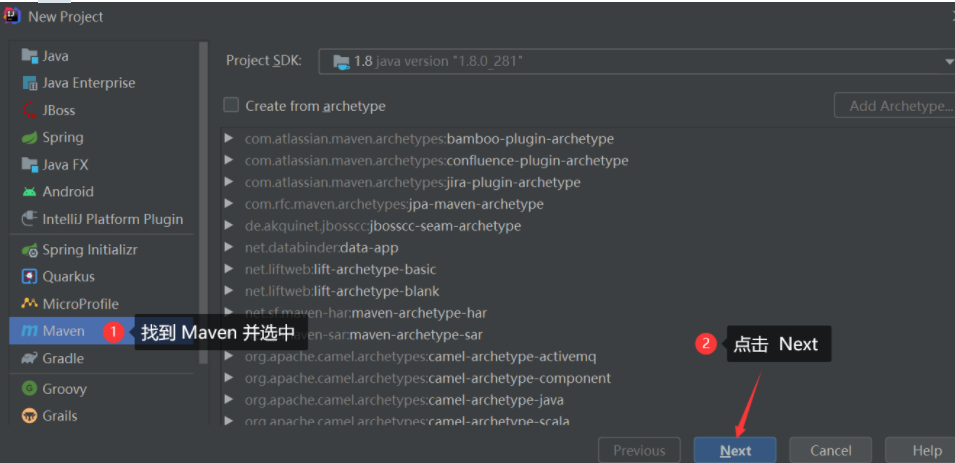 New Project
Java
Java Enterprise
JBoss
Spring
Java FX
Android
IntelliJ Platform Plugin
Spring Initializr
Quarkus
MicroProfile
Maven
Gradle
Groovy
Grails
Project SDK:
1.8 java version "1.8.0_281"
Create from archetype
Add Archetype...
com.atlassian.maven.archetypes:bamboo-plugin-archetype
com.atlassian.maven.archetypes:confluence-plugin-archetype
com.atlassian.maven.archetypes:jira-plugin-archetype
com.rfc.maven.archetypes:jpa-maven-archetype
de.akquinet.jbosscc:jbosscc-seam-archetype
net.databinder:data-app
net.liftweb:lift-archetype-basic
net.liftweb:lift-archetype-blank
net.sf.maven-har:maven-archetype-har
maven-sar:maven-archetype-sar
org.apache.camel.archetypes:camel-archetype-activemq
org.apache.camel.archetypes:camel-archetype-component
org.apache.camel.archetypes:camel-archetype-java
org.apache.camel.archetypes:camel-archetype-scala
1 找到 Maven 并选中
2 点击 Next
Previous
Next
Cancel
Help